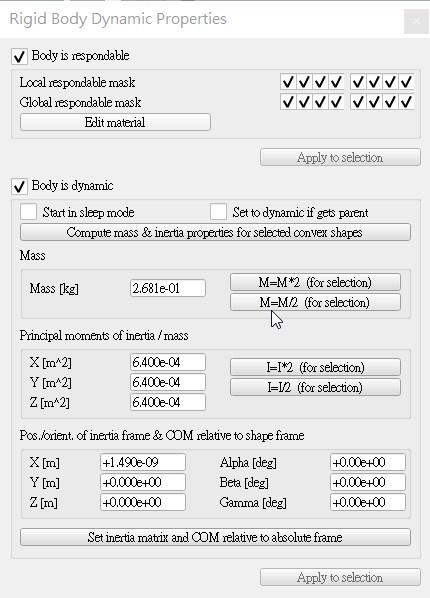 Rigid Body Dynamic Properties
Body is respondable
Local respondable mask
Global respondable mask
Edit material
Apply to selection
Body is dynamic
Start in sleep mode Set to dynamic if gets parent
Compute mass & inertia properties for selected convex shapes
Mass
Mass [kg] 2.681e-01 M=M*2 (for selection)
M=M/2 (for selection)
Principal moments of inertia / mass
X [m^2] 6.400e-04 I=I*2 (for selection)
Y [m^2] 6.400e-04 I=I/2 (for selection)
Z [m^2] 6.400e-04
Pos./orient. of inertia frame & COM relative to shape frame
X [m] +1.490e-09 Alpha [deg] +0.00e+00
Y [m] +0.000e+00 Beta [deg] +0.00e+00
Z [m] +0.000e+00 Gamma [deg] +0.00e+00
Set inertia matrix and COM relative to absolute frame
Apply to selection